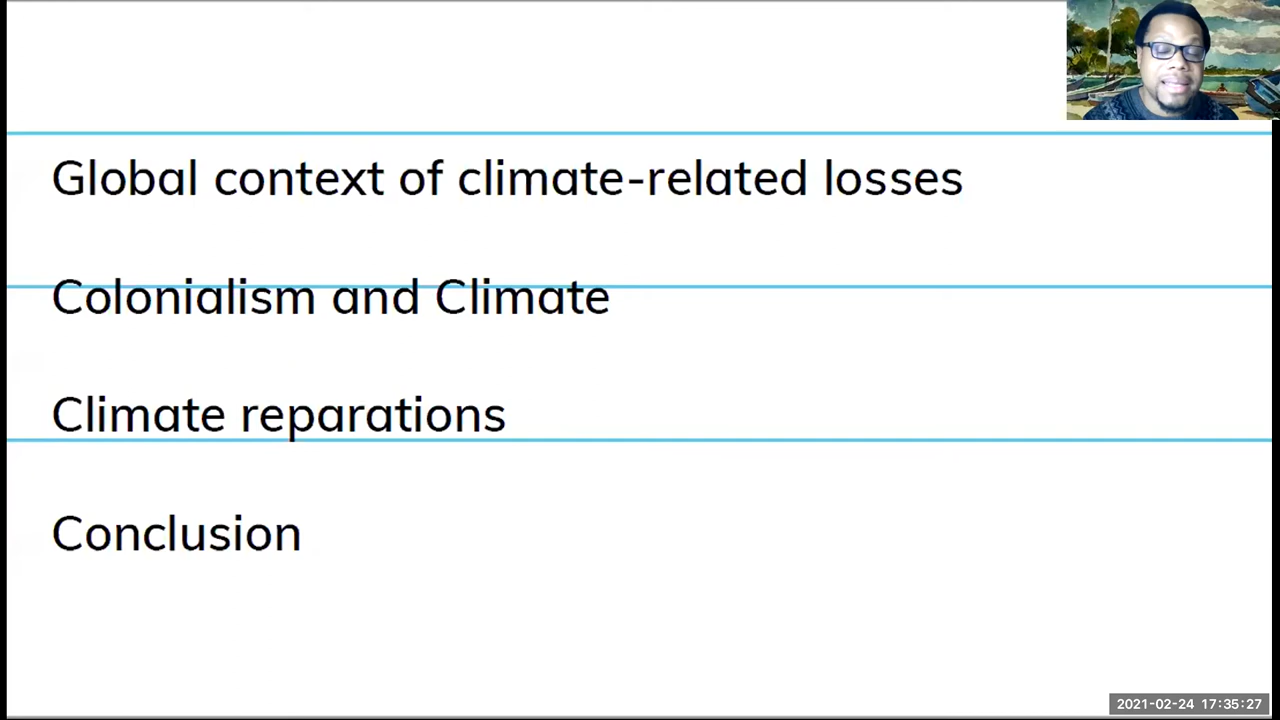 Global context of climate-related losses
Colonialism and Climate
Climate reparations
Conclusion
2021-02-24 17:35:27